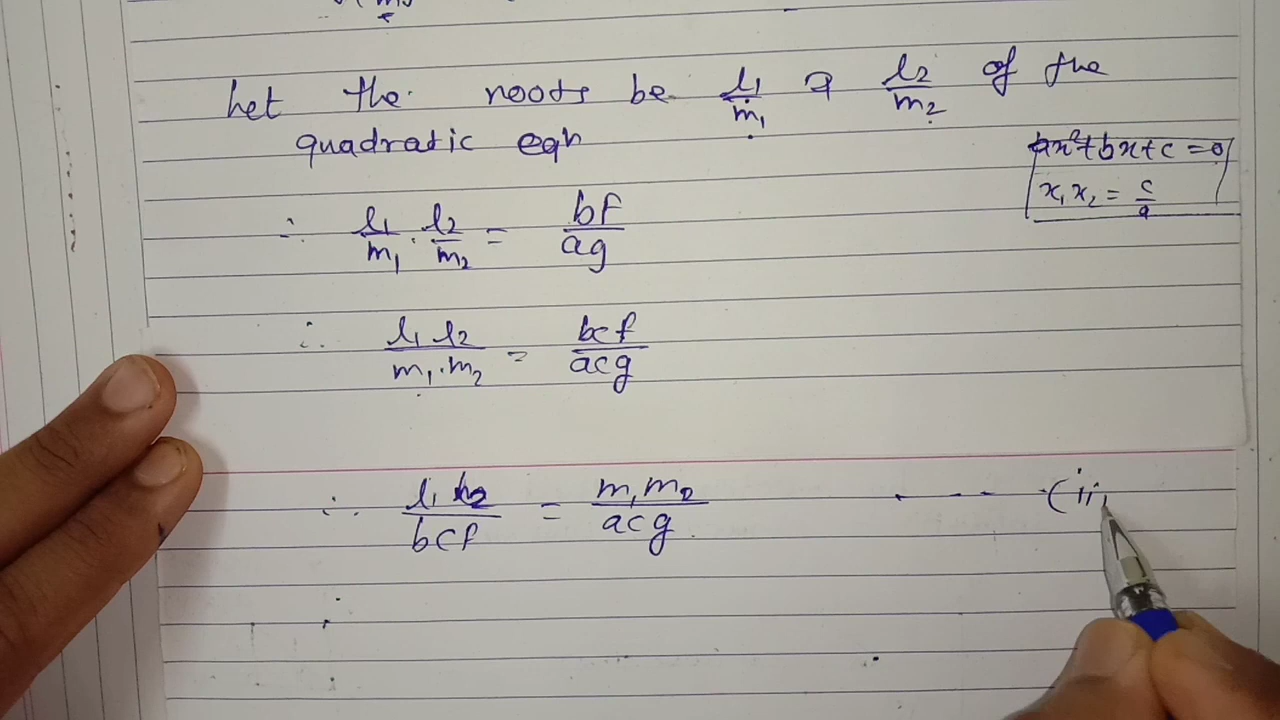 Let the roots be l₁/m₁ & l₂/m₂ of the
quadratic eqn
ax²+bx+c = 0
x₁x₂ = c/a
∴ l₁/m₁ · l₂/m₂ = bf/ag
∴ l₁l₂/m₁·m₂ = bcf/acg
∴ l₁l₂/bcf = m₁m₂/acg ---- (ii